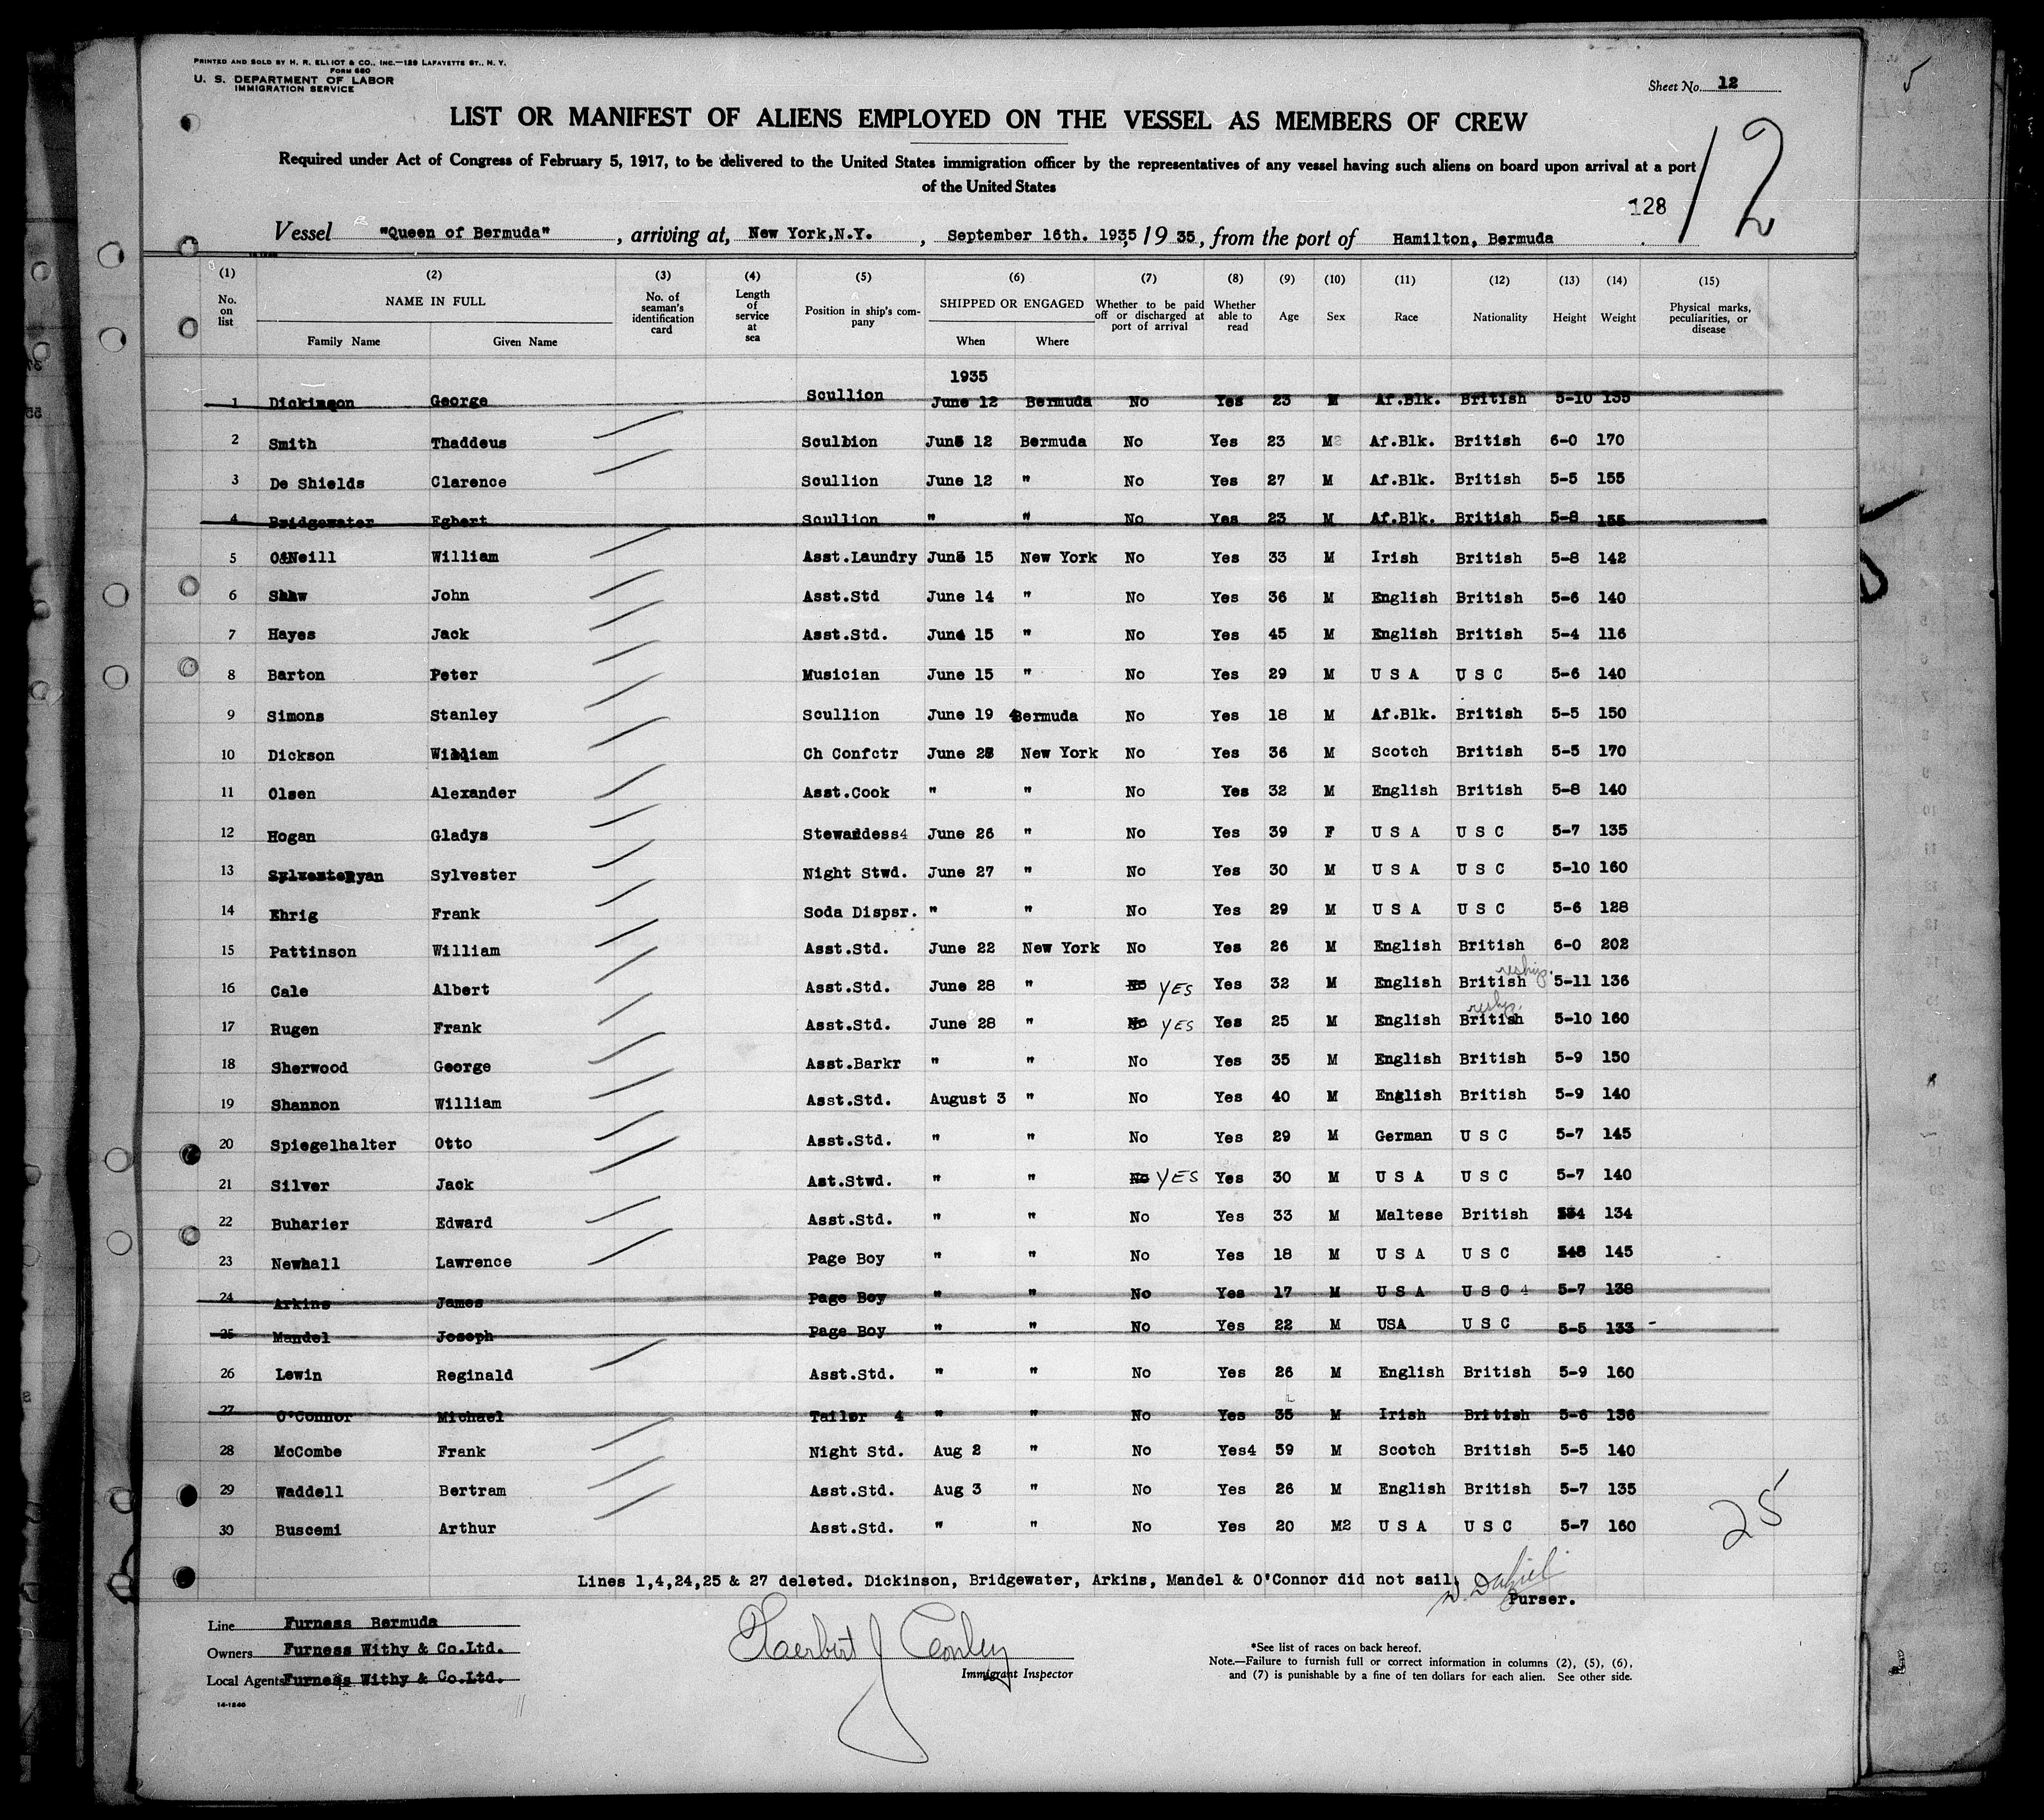 PRINTED AND SOLD BY H. R. ELLIOT & CO., INC.—129 LAFAYETTE ST., N. Y.
FORM 680
U. S. DEPARTMENT OF LABOR
IMMIGRATION SERVICE
Sheet No. 12
LIST OR MANIFEST OF ALIENS EMPLOYED ON THE VESSEL AS MEMBERS OF CREW
Required under Act of Congress of February 5, 1917, to be delivered to the United States immigration officer by the representatives of any vessel having such aliens on board upon arrival at a port
of the United States
128 12
Vessel "Queen of Bermuda", arriving at, New York,N.Y., September 16th. 1935, 1935, from the port of Hamilton, Bermuda
(1) (2) (3) (4) (5) (6) (7) (8) (9) (10) (11) (12) (13) (14) (15)
No. on list NAME IN FULL Family Name Given Name No. of seaman's identification card Length of service at sea Position in ship's company SHIPPED OR ENGAGED When Where Whether to be paid off or discharged at port of arrival Whether able to read Age Sex Race Nationality Height Weight Physical marks, peculiarities, or disease
1935
1 Dickinson George Scullion June 12 Bermuda No Yes 23 M Af.Blk. British 5-10 135
2 Smith Thaddeus Scullion June 12 Bermuda No Yes 23 M Af.Blk. British 6-0 170
3 De Shields Clarence Scullion June 12 " No Yes 27 M Af.Blk. British 5-5 155
4 Bridgewater Egbert Scullion " " No Yes 23 M Af.Blk. British 5-8 155
5 O'Neill William Asst.Laundry June 15 New York No Yes 33 M Irish British 5-8 142
6 Shaw John Asst.Std June 14 " No Yes 36 M English British 5-6 140
7 Hayes Jack Asst.Std. June 15 " No Yes 45 M English British 5-4 116
8 Barton Peter Musician June 15 " No Yes 29 M U S A U S C 5-6 140
9 Simons Stanley Scullion June 19 Bermuda No Yes 18 M Af.Blk. British 5-5 150
10 Dickson William Ch Confctr June 28 New York No Yes 36 M Scotch British 5-5 170
11 Olsen Alexander Asst.Cook " " No Yes 32 M English British 5-8 140
12 Hogan Gladys Stewardess4 June 26 " No Yes 39 F U S A U S C 5-7 135
13 Ryan Sylvester Night Stwd. June 27 " No Yes 30 M U S A U S C 5-10 160
14 Ehrig Frank Soda Dispsr. " " No Yes 29 M U S A U S C 5-6 128
15 Pattinson William Asst.Std. June 22 New York No Yes 26 M English British 6-0 202
16 Cale Albert Asst.Std. June 28 " No YES Yes 32 M English British reship. 5-11 136
17 Rugen Frank Asst.Std. June 28 " No YES Yes 25 M English British reship. 5-10 160
18 Sherwood George Asst.Barkr " " No Yes 35 M English British 5-9 150
19 Shannon William Asst.Std. August 3 " No Yes 40 M English British 5-9 140
20 Spiegelhalter Otto Asst.Std. " " No Yes 29 M German U S C 5-7 145
21 Silver Jack Ast.Stwd. " " No YES Yes 30 M U S A U S C 5-7 140
22 Buharier Edward Asst.Std. " " No Yes 33 M Maltese British 134
23 Newhall Lawrence Page Boy " " No Yes 18 M U S A U S C 145
24 Arkins James Page Boy " " No Yes 17 M U S A U S C 4 5-7 138
25 Mandel Joseph Page Boy " " No Yes 22 M USA U S C 5-5 133
26 Lewin Reginald Asst.Std. " " No Yes 26 M English British 5-9 160
27 O'Connor Michael Tailor 4 " " No Yes 35 M Irish British 5-6 136
28 McCombe Frank Night Std. Aug 2 " No Yes4 59 M Scotch British 5-5 140
29 Waddell Bertram Asst.Std. Aug 3 " No Yes 26 M English British 5-7 135
30 Buscemi Arthur Asst.Std. " " No Yes 20 M2 U S A U S C 5-7 160
25
Lines 1,4,24,25 & 27 deleted. Dickinson, Bridgewater, Arkins, Mandel & O'Connor did not sail.
Purser.
Line Furness Bermuda
Owners Furness Withy & Co.Ltd.
Local Agents Furness Withy & Co.Ltd.
14-1240
Herbert J Conley
Immigrant Inspector
*See list of races on back hereof.
Note.—Failure to furnish full or correct information in columns (2), (5), (6),
and (7) is punishable by a fine of ten dollars for each alien. See other side.